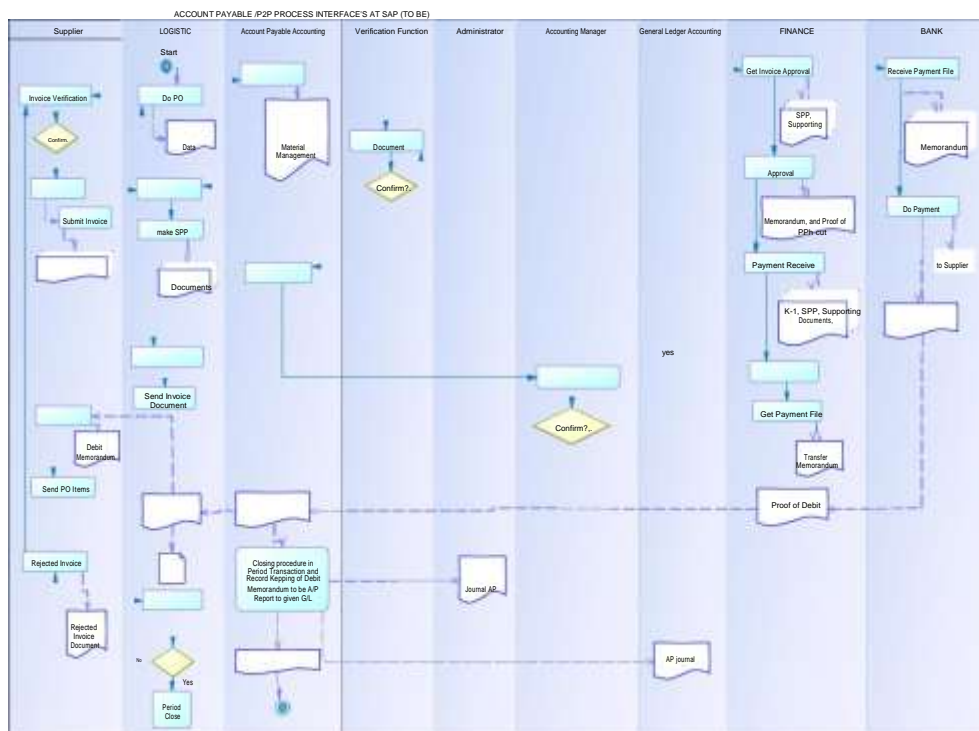 ACCOUNT PAYABLE /P2P PROCESS INTERFACE'S AT SAP (TO BE)
Supplier
LOGISTIC
Account Payable Accounting
Verification Function
Administrator
Accounting Manager
General Ledger Accounting
FINANCE
BANK
Start
Invoice Verification
Confirm.
Submit Invoice
Debit
Memorandum
Send PO Items
Rejected Invoice
Rejected
Invoice
Document
Do PO
Data
make SPP
Documents
Send Invoice
Document
No
Yes
Period
Close
Material
Management
Closing procedure in
Period Transaction and
Record Kepping of Debit
Memorandum to be A/P
Report to given G/L
Document
Confirm?..
Journal AP
Confirm?..
yes
AP journal
Get Invoice Approval
SPP,
Supporting
Approval
Memorandum, and Proof of
PPh cut
Payment Receive
K-1, SPP, Supporting
Documents,
Get Payment File
Transfer
Memorandum
Proof of Debit
Receive Payment File
Memorandum
Do Payment
to Supplier